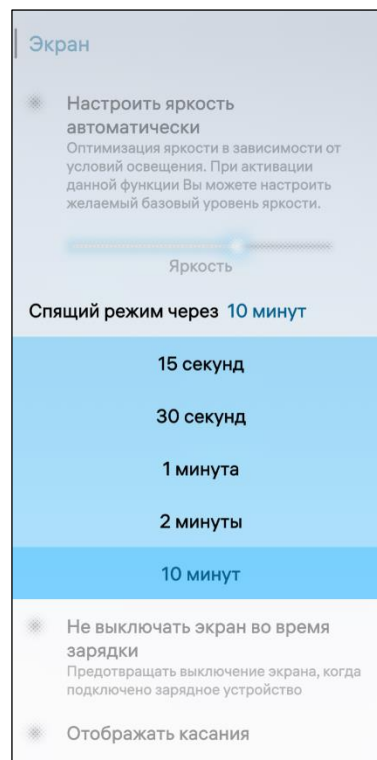 Экран
Настроить яркость
автоматически
Оптимизация яркости в зависимости от
условий освещения. При активации
данной функции Вы можете настроить
желаемый базовый уровень яркости.
Яркость
Спящий режим через 10 минут
15 секунд
30 секунд
1 минута
2 минуты
10 минут
Не выключать экран во время
зарядки
Предотвращать выключение экрана, когда
подключено зарядное устройство
Отображать касания